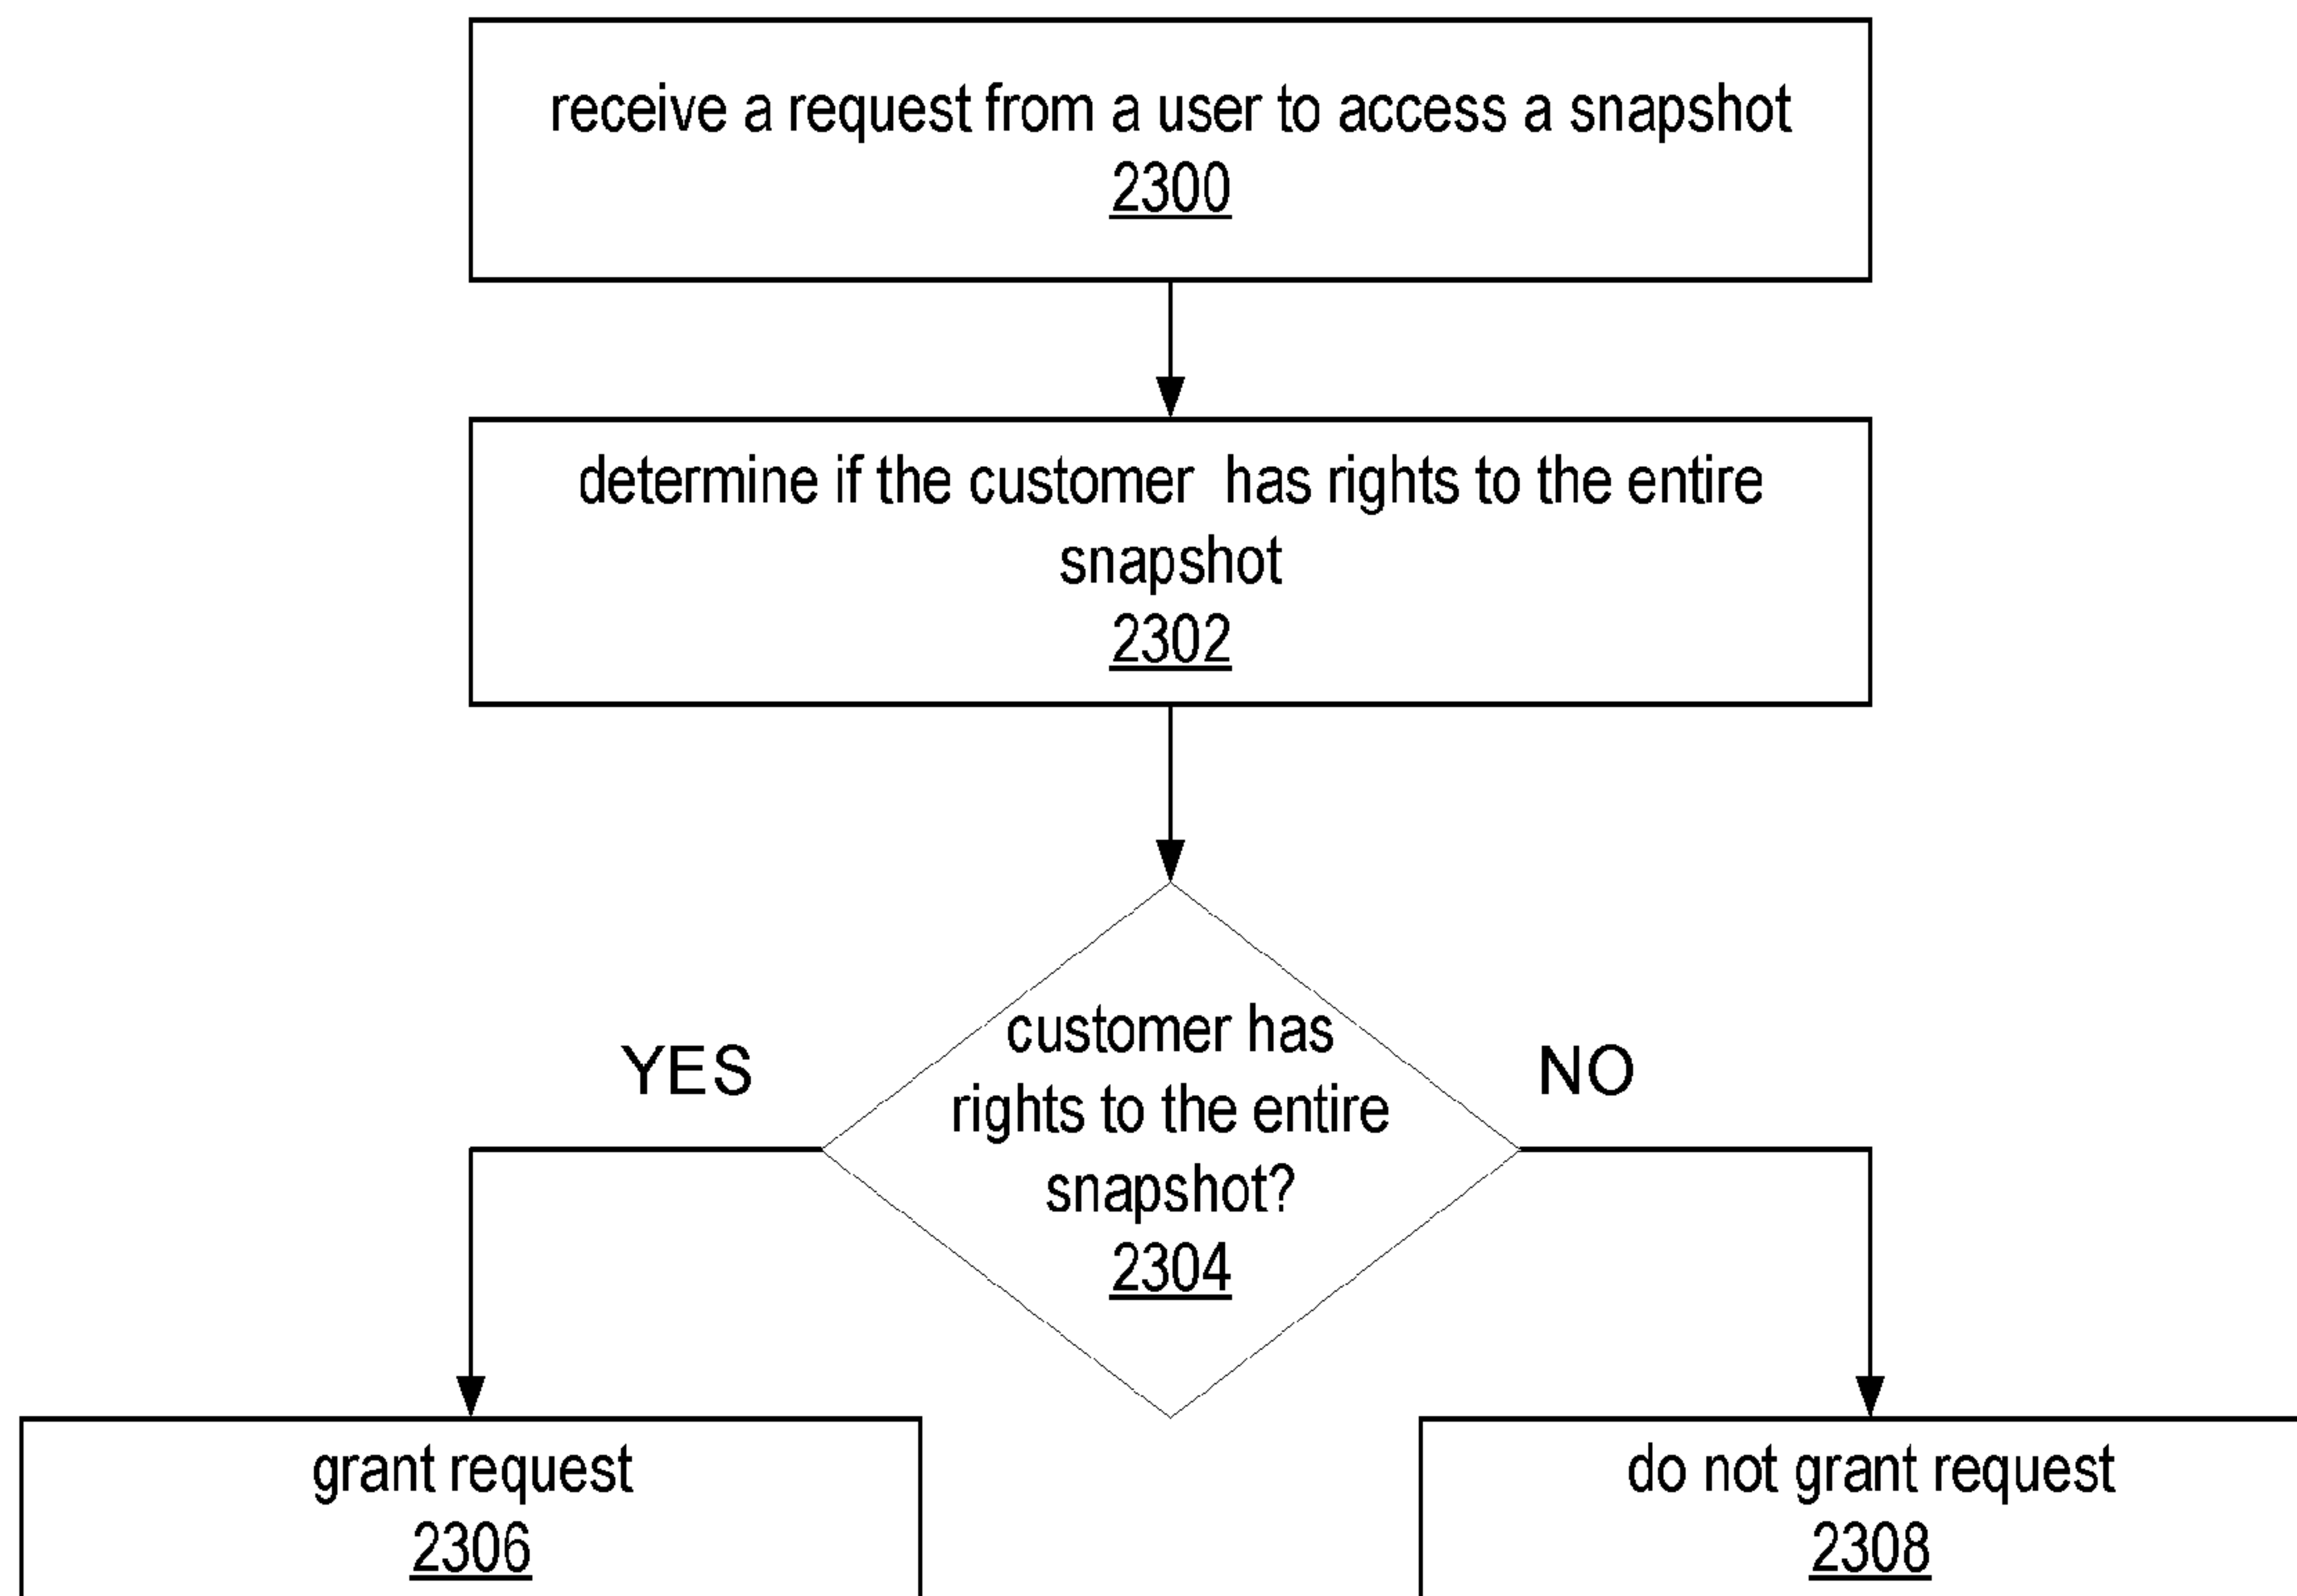 receive a request from a user to access a snapshot
2300
determine if the customer has rights to the entire
snapshot
2302
customer has
rights to the entire
snapshot?
2304
YES
NO
grant request
2306
do not grant request
2308